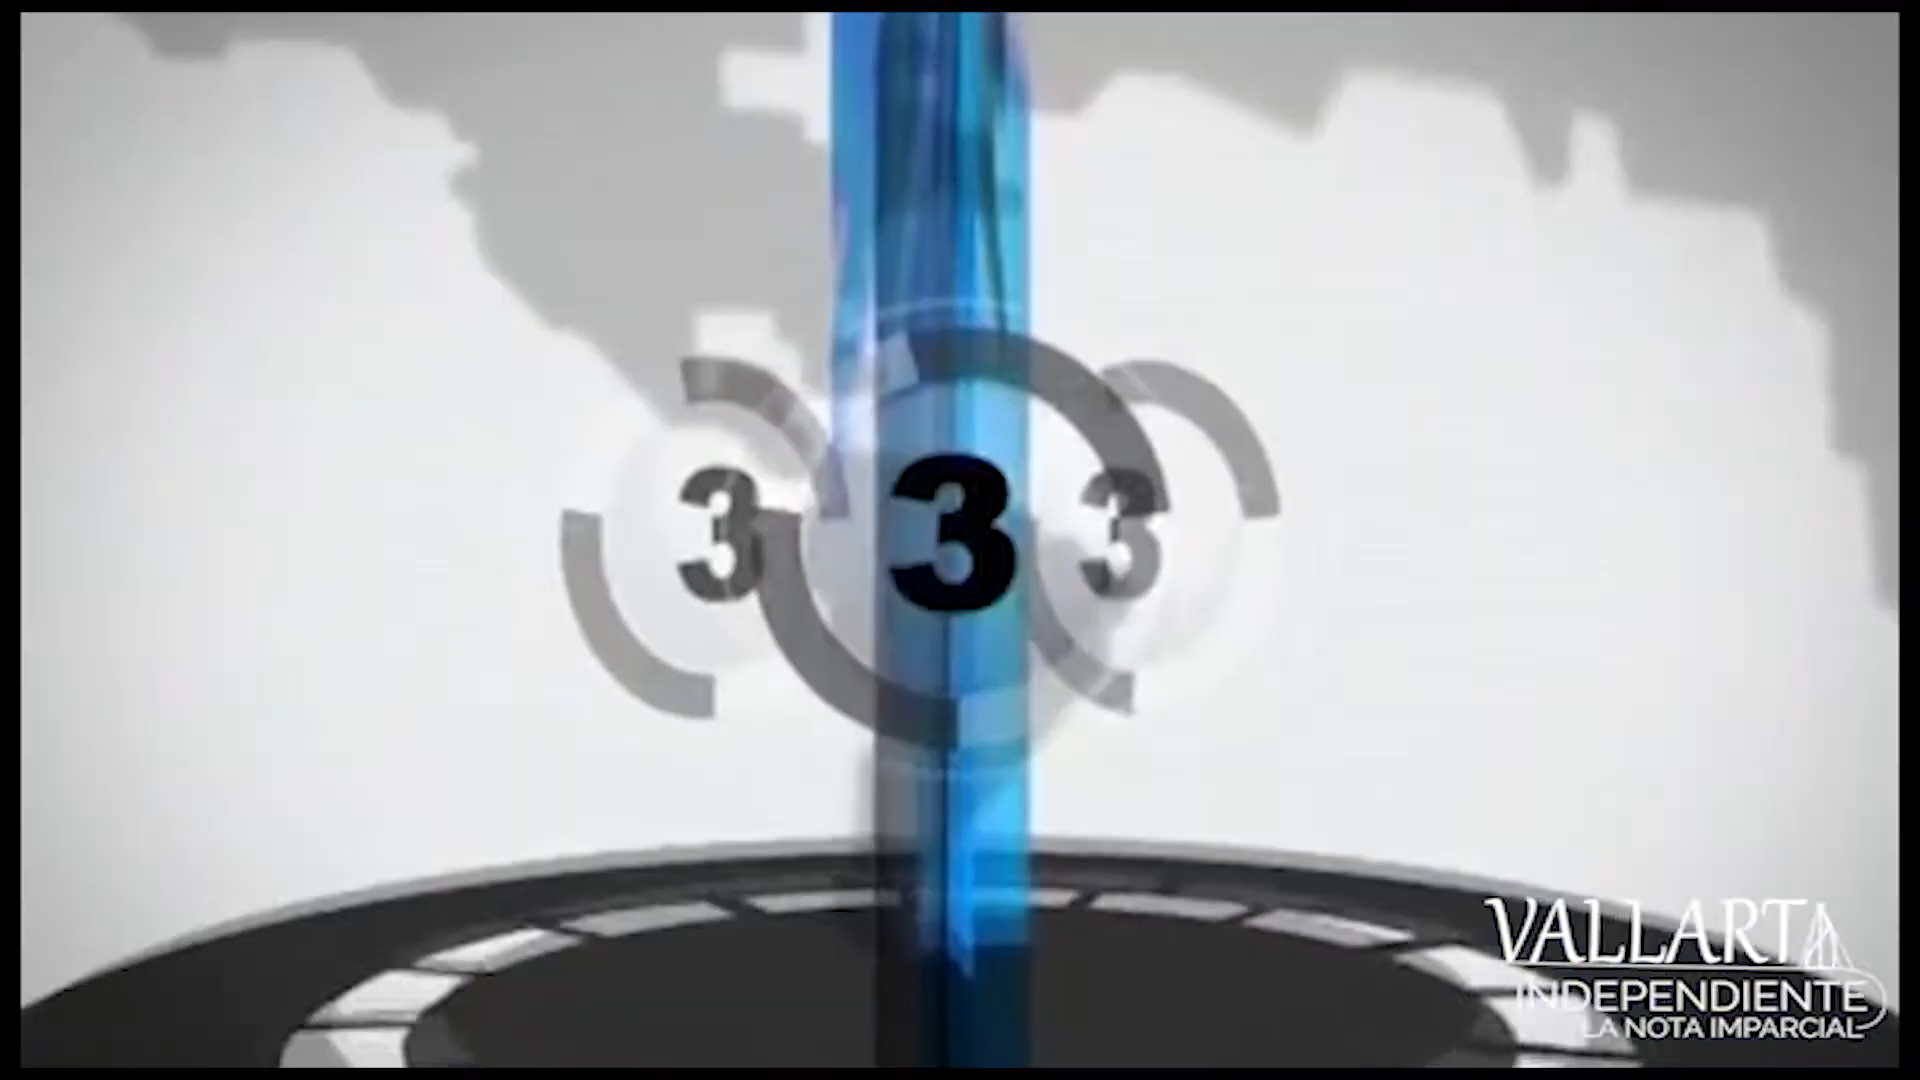 3 3 3
VALLARTA
INDEPENDIENTE
LA NOTA IMPARCIAL